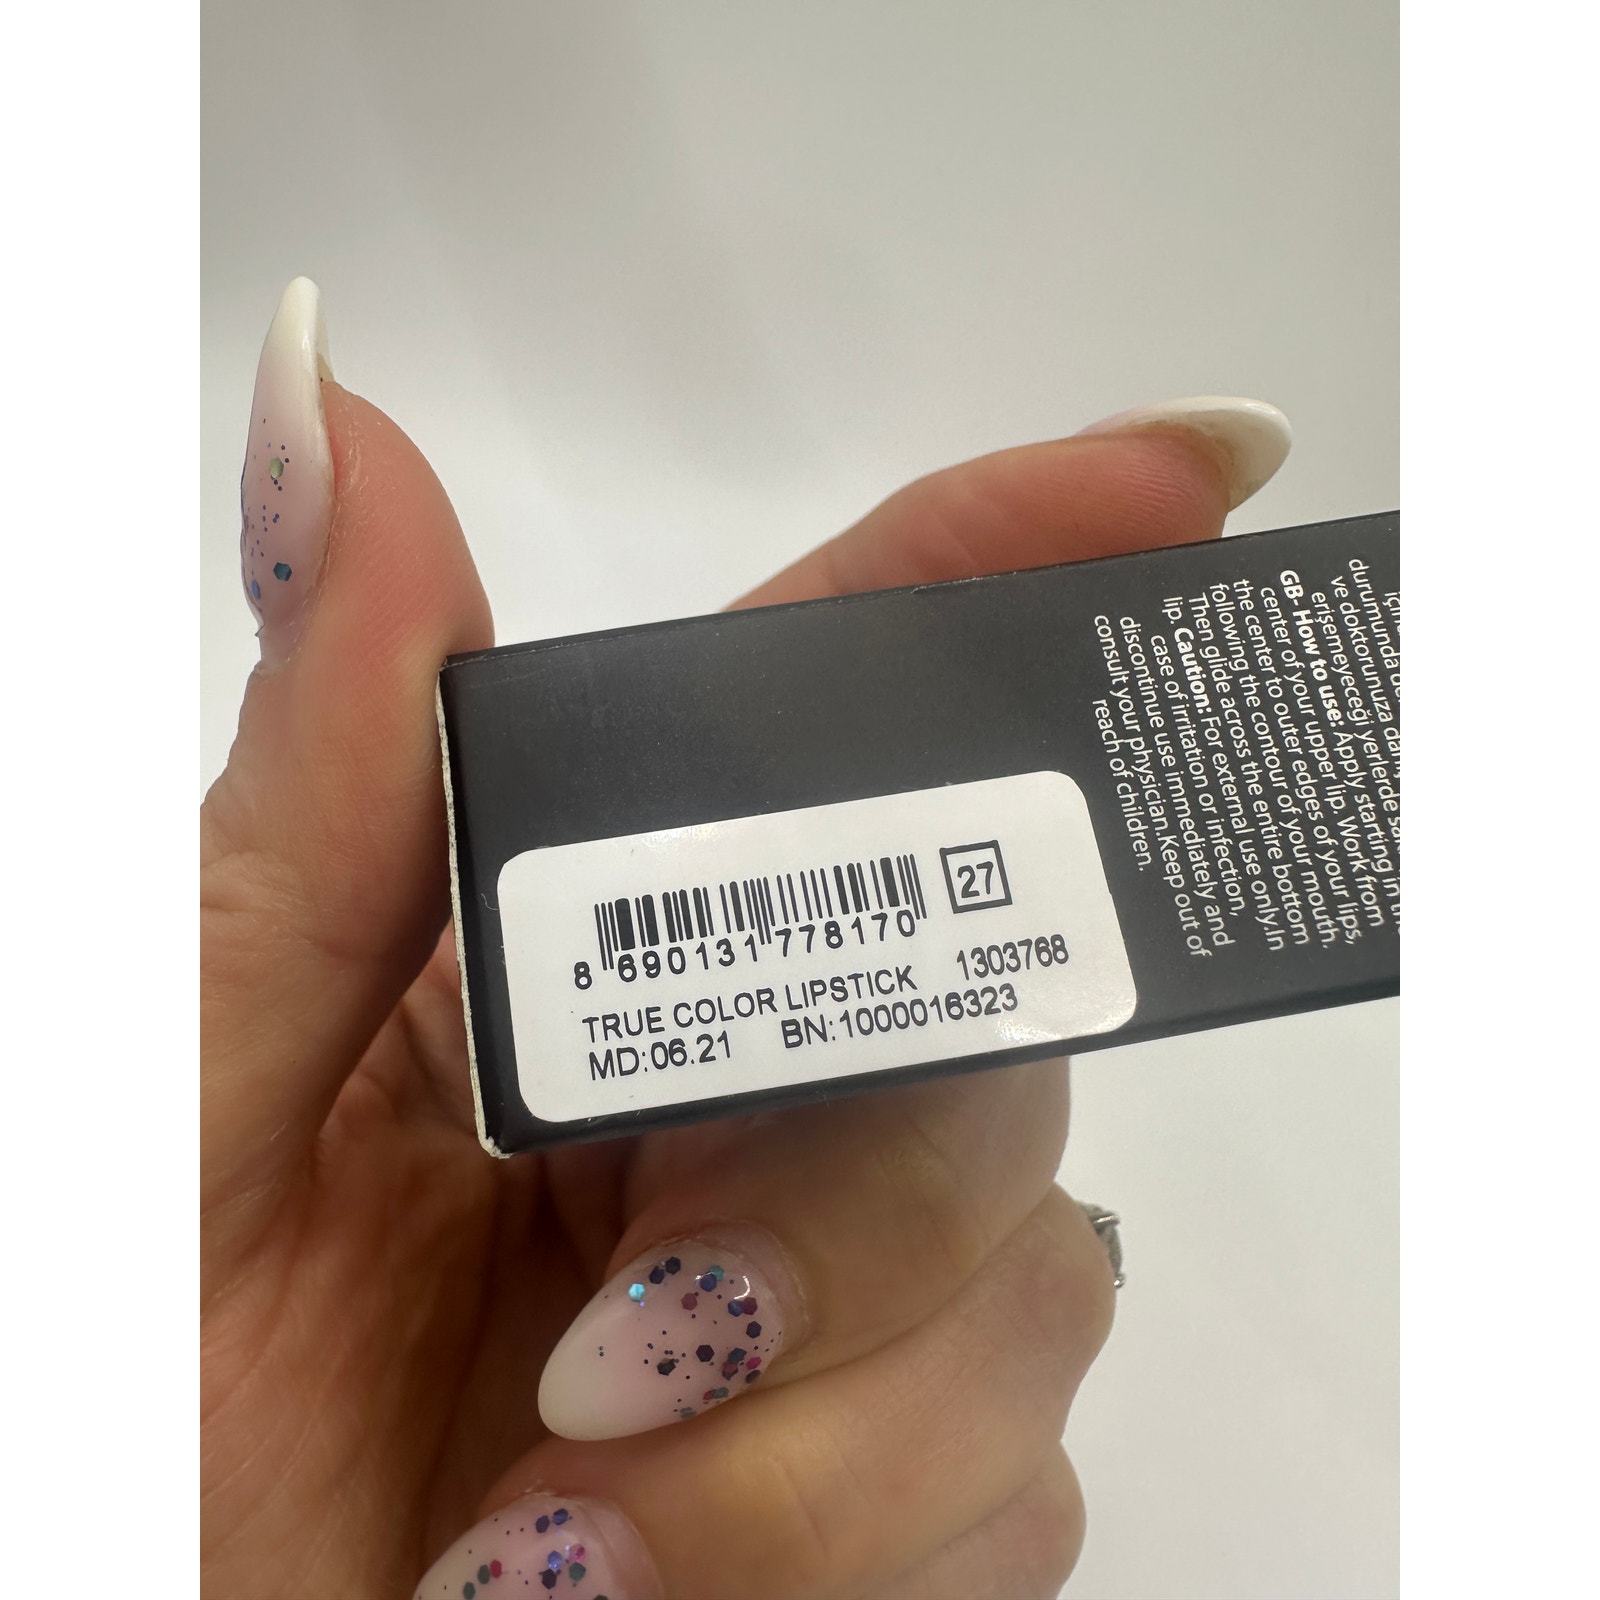 durumunda
ve doktorunuza
erişemeyeceği yerlerde
GB- How to use: Apply starting in the
center of your upper lip. Work from
the center to outer edges of your lips,
following the contour of your mouth.
Then glide across the entire bottom
lip. Caution: For external use only.In
case of irritation or infection,
discontinue use immediately and
consult your physician.Keep out of
reach of children.
27
8 690131 778170
TRUE COLOR LIPSTICK 1303768
MD:06.21 BN:1000016323